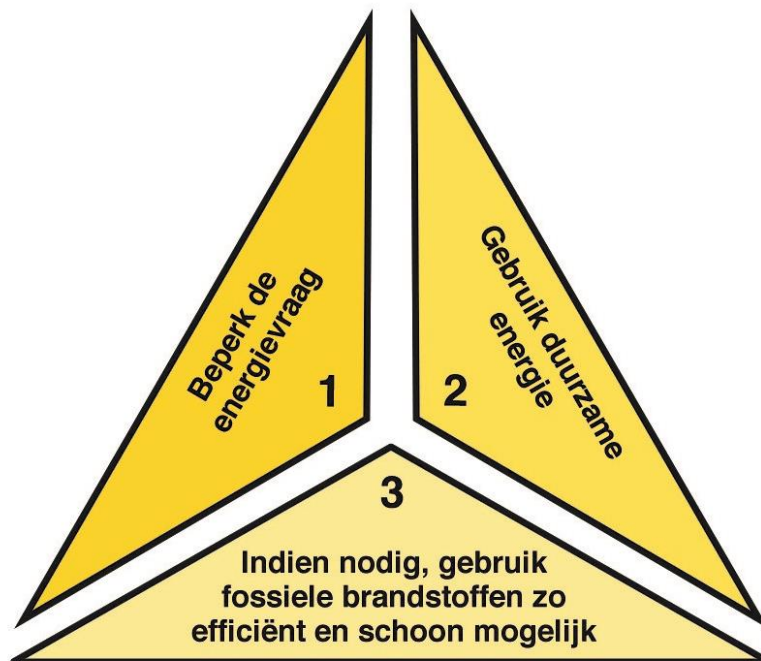 Beperk de
energievraag
1
Gebruik duurzame
energie
2
3
Indien nodig, gebruik
fossiele brandstoffen zo
efficiënt en schoon mogelijk